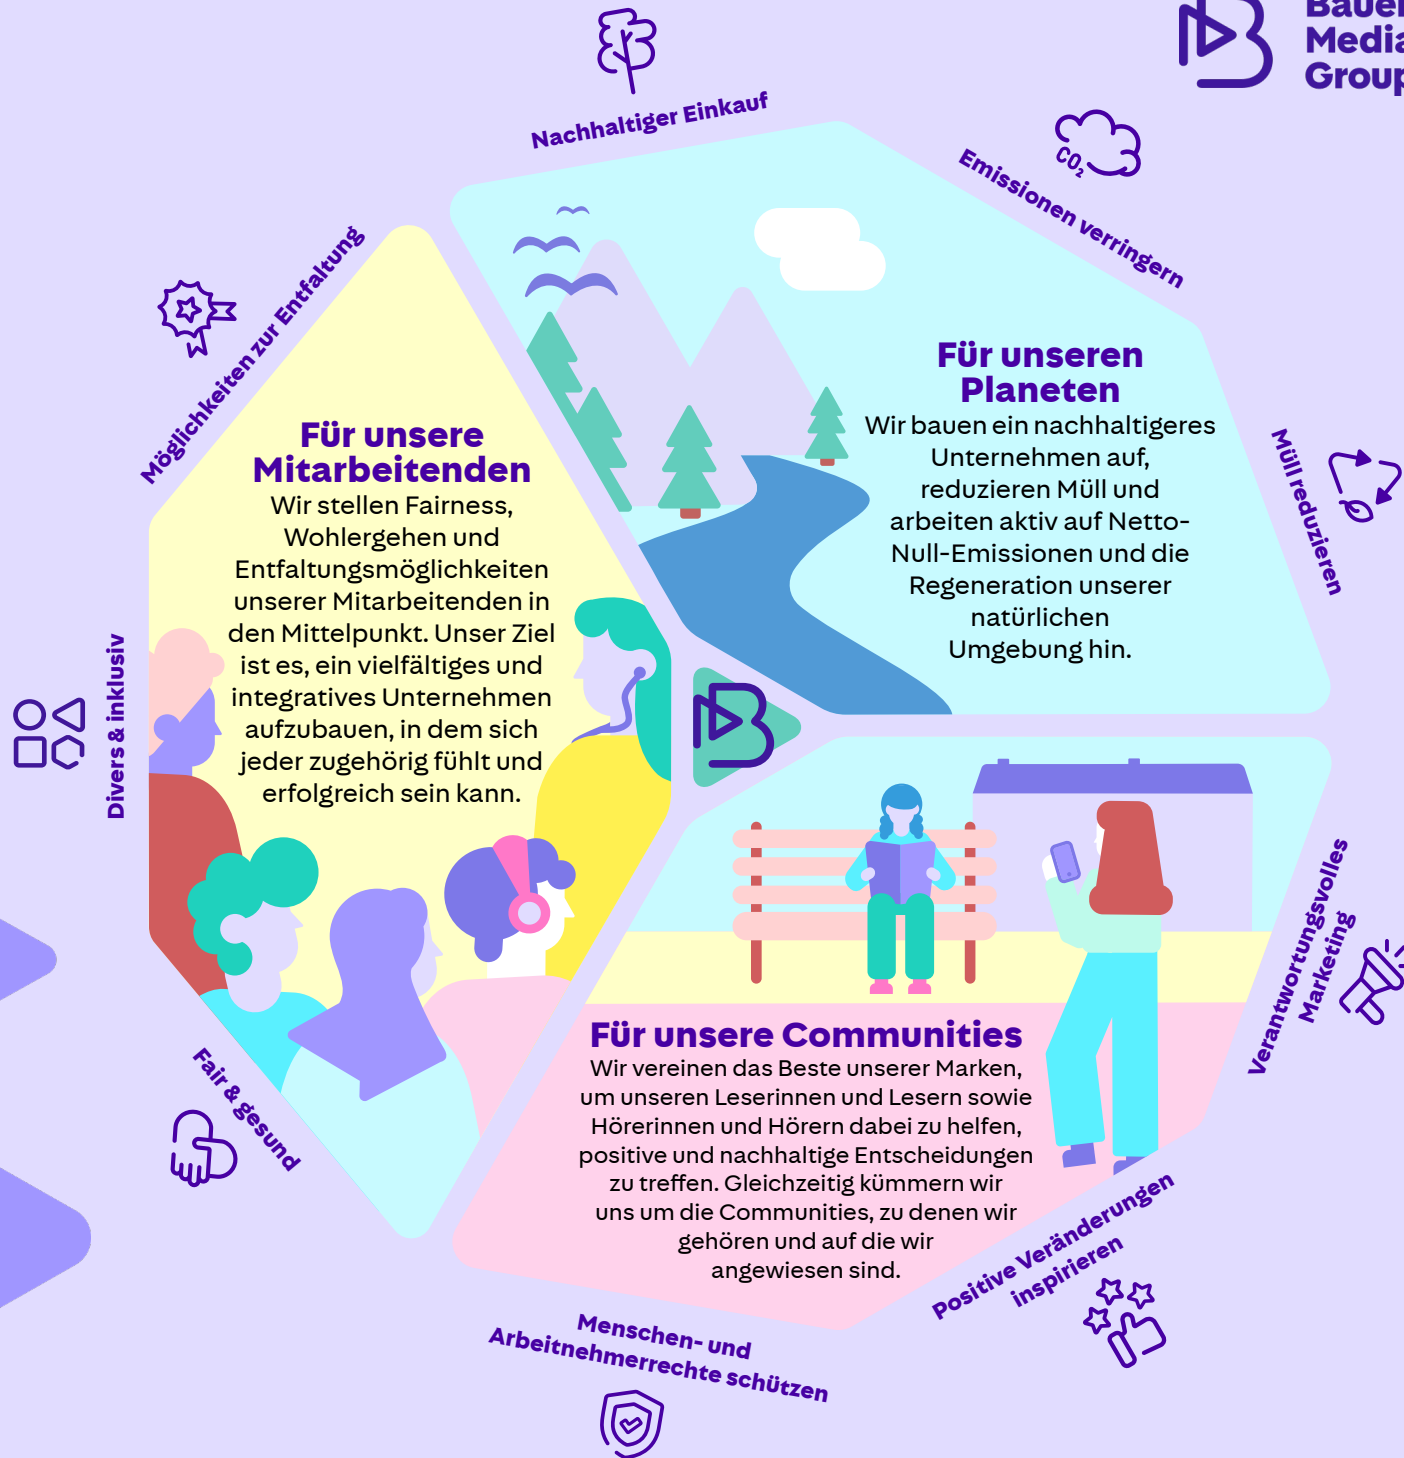 Bauer
Media
Group
Nachhaltiger Einkauf
CO₂
Emissionen verringern
Müll reduzieren
Möglichkeiten zur Entfaltung
Divers & inklusiv
Fair & gesund
Für unseren
Planeten
Wir bauen ein nachhaltigeres
Unternehmen auf,
reduzieren Müll und
arbeiten aktiv auf Netto-
Null-Emissionen und die
Regeneration unserer
natürlichen
Umgebung hin.
Für unsere
Mitarbeitenden
Wir stellen Fairness,
Wohlergehen und
Entfaltungsmöglichkeiten
unserer Mitarbeitenden in
den Mittelpunkt. Unser Ziel
ist es, ein vielfältiges und
integratives Unternehmen
aufzubauen, in dem sich
jeder zugehörig fühlt und
erfolgreich sein kann.
Für unsere Communities
Wir vereinen das Beste unserer Marken,
um unseren Leserinnen und Lesern sowie
Hörerinnen und Hörern dabei zu helfen,
positive und nachhaltige Entscheidungen
zu treffen. Gleichzeitig kümmern wir
uns um die Communities, zu denen wir
gehören und auf die wir
angewiesen sind.
Verantwortungsvolles
Marketing
Positive Veränderungen
inspirieren
Menschen- und
Arbeitnehmerrechte schützen